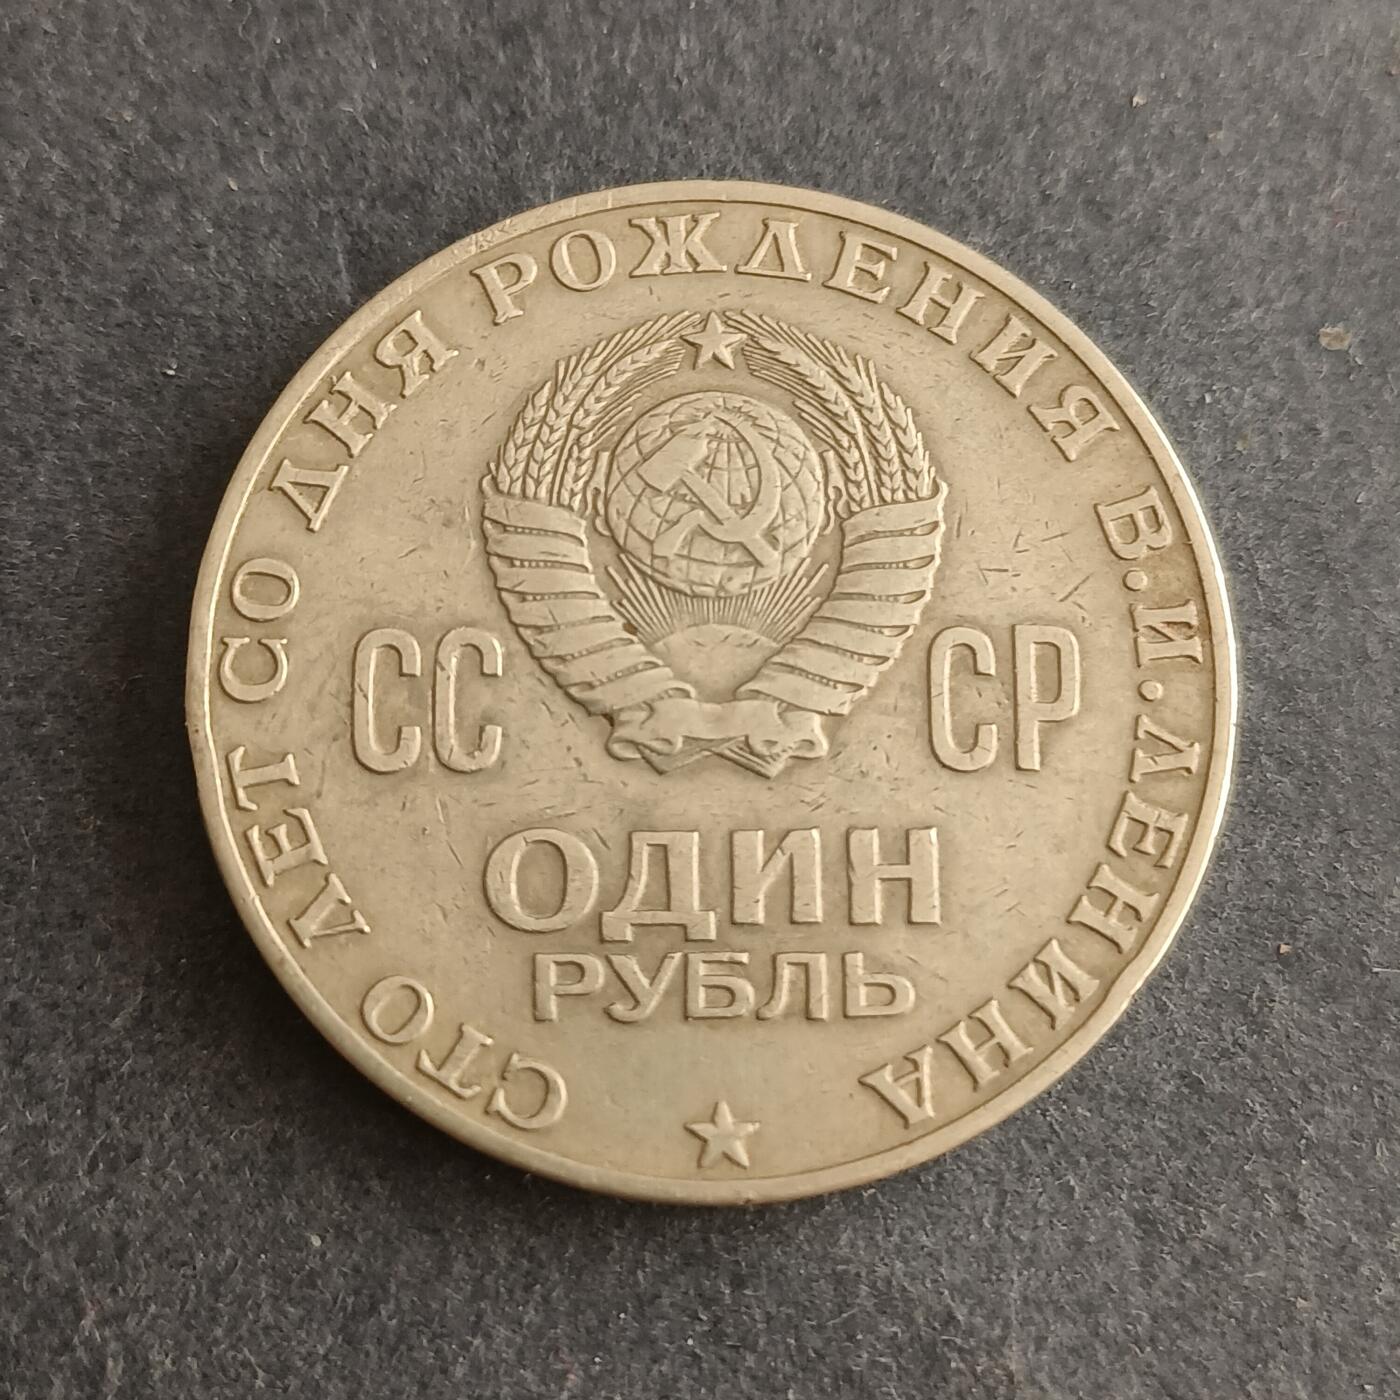 СТО ЛЕТ СО ДНЯ РОЖДЕНИЯ В.И.ЛЕНИНА
СС СР
ОДИН
РУБЛЬ